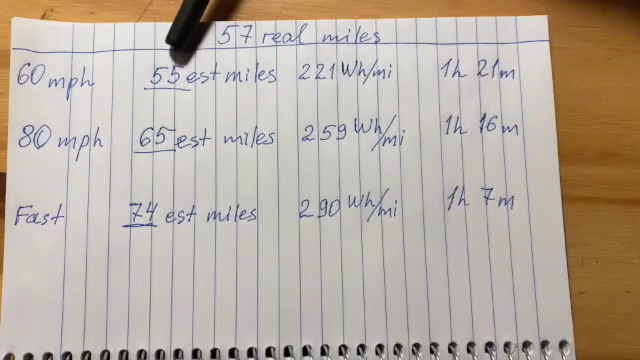 57 real miles
60 mph 55 est miles 221 Wh/mi 1h 21m
80 mph 65 est miles 259 Wh/mi 1h 16m
Fast 74 est miles 290 Wh/mi 1h 7m